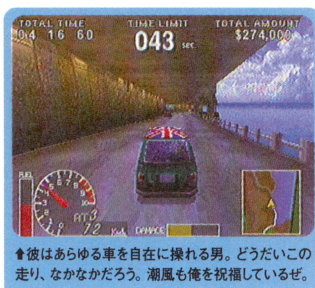 TOTAL TIME
TIME LIMIT
TOTAL AMOUNT
04 16 60
043 sec
$274,000
FUEL
AT 3
72 Km/h
DAMAGE
⬆彼はあらゆる車を自在に操れる男。どうだいこの
走り、なかなかだろう。潮風も俺を祝福しているぜ。